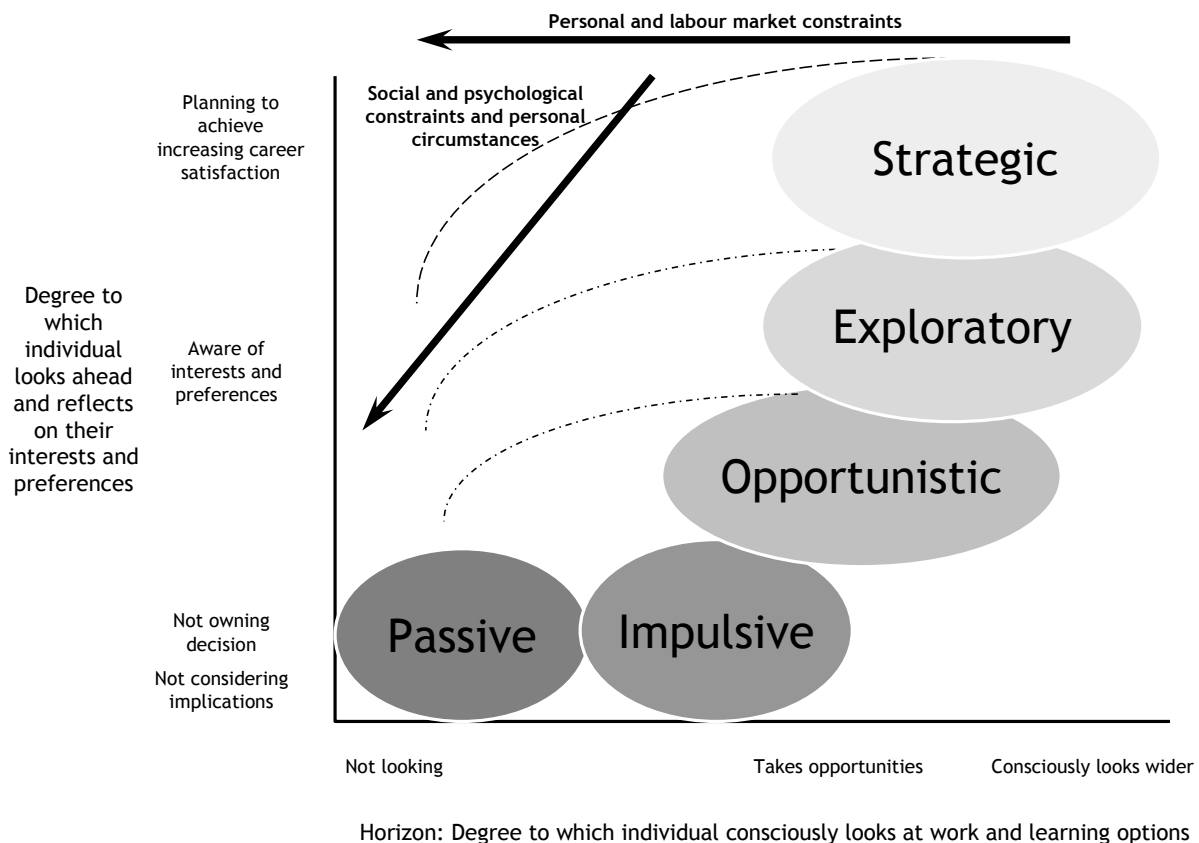 Personal and labour market constraints
Social and psychological
constraints and personal
circumstances
Planning to
achieve
increasing career
satisfaction
Strategic
Degree to
which
individual
looks ahead
and reflects
on their
interests and
preferences
Aware of
interests and
preferences
Exploratory
Opportunistic
Not owning
decision
Not considering
implications
Passive
Impulsive
Not looking
Takes opportunities
Consciously looks wider
Horizon: Degree to which individual consciously looks at work and learning options